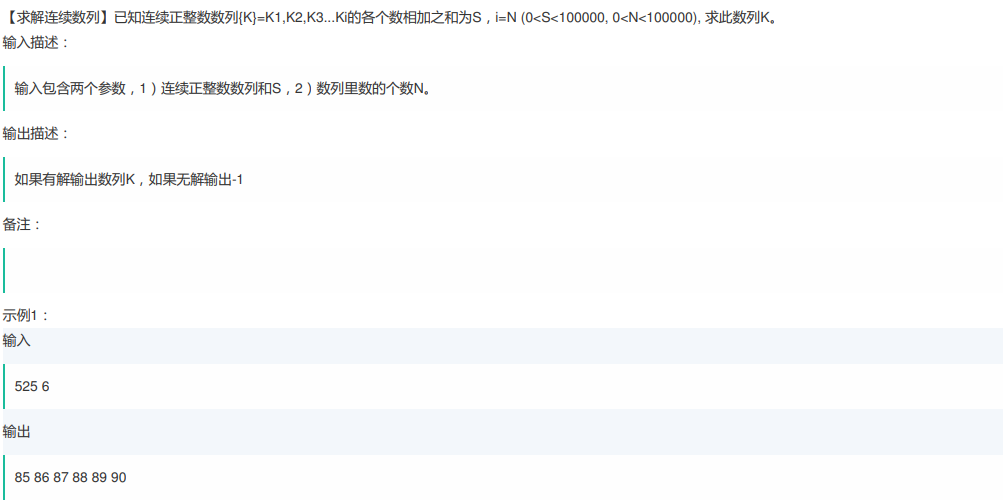 【求解连续数列】已知连续正整数数列{K}=K1,K2,K3...Ki的各个数相加之和为S，i=N (0<S<100000, 0<N<100000), 求此数列K。
输入描述：
输入包含两个参数，1）连续正整数数列和S，2）数列里数的个数N。
输出描述：
如果有解输出数列K，如果无解输出-1
备注：
示例1：
输入
525 6
输出
85 86 87 88 89 90